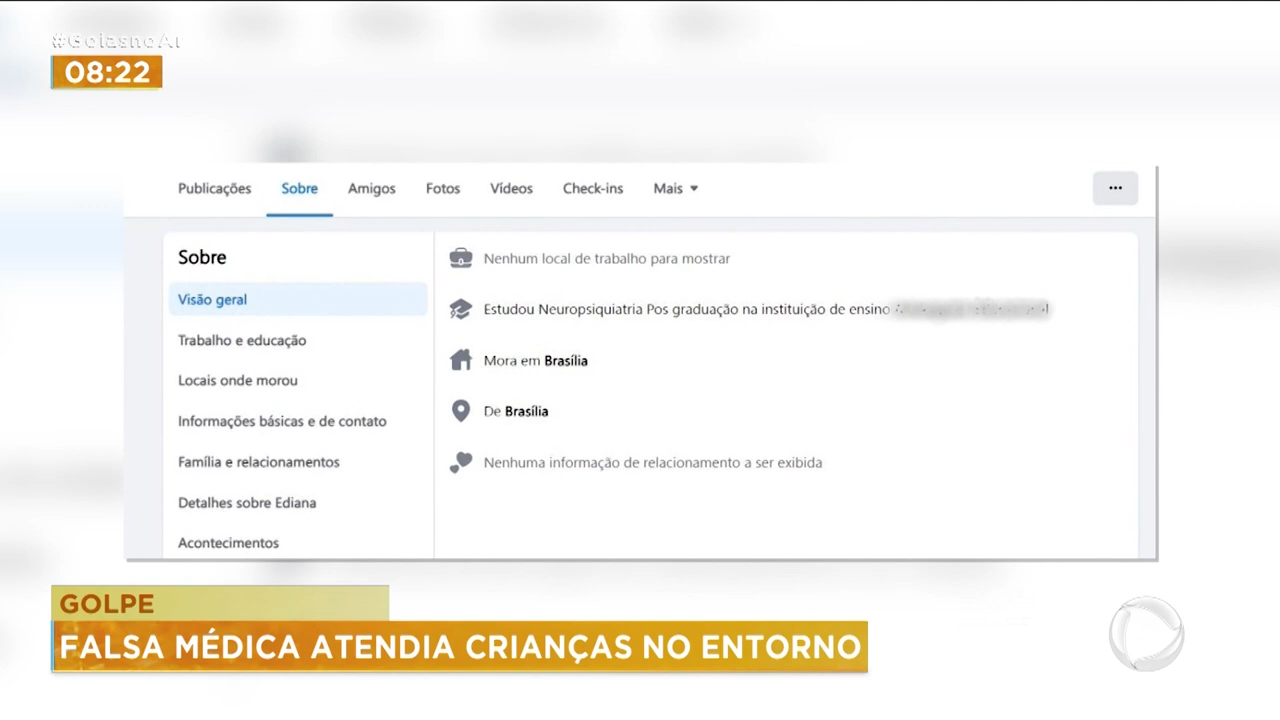 #GoiasnoAr
08:22
Publicações Sobre Amigos Fotos Vídeos Check-ins Mais
Sobre
Visão geral
Trabalho e educação
Locais onde morou
Informações básicas e de contato
Família e relacionamentos
Detalhes sobre Ediana
Acontecimentos
Nenhum local de trabalho para mostrar
Estudou Neuropsiquiatria Pos graduação na instituição de ensino
Mora em Brasília
De Brasília
Nenhuma informação de relacionamento a ser exibida
GOLPE
FALSA MÉDICA ATENDIA CRIANÇAS NO ENTORNO